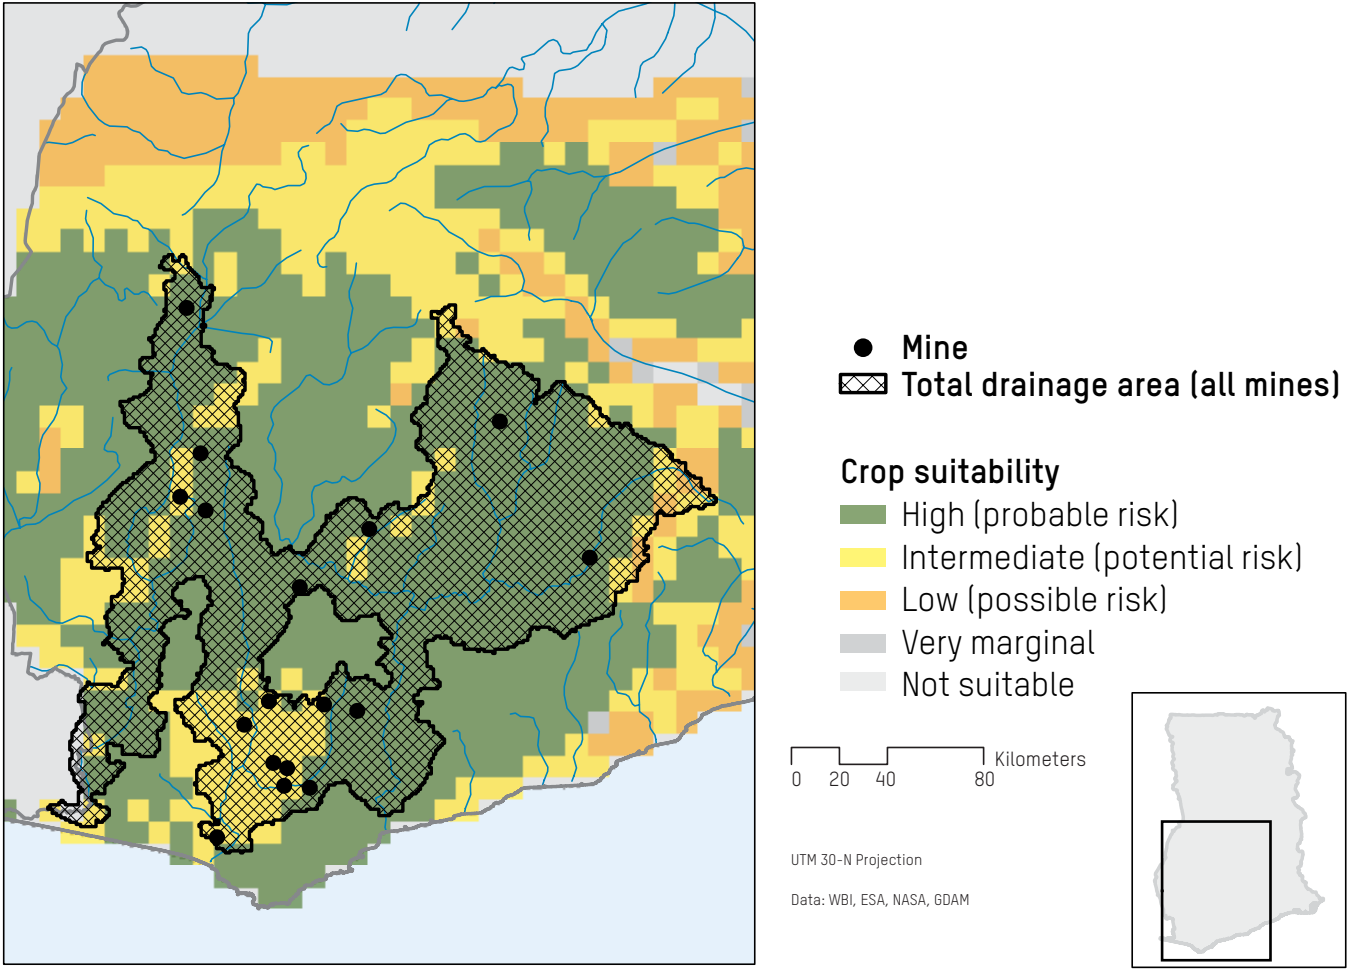 Mine
Total drainage area (all mines)
Crop suitability
High (probable risk)
Intermediate (potential risk)
Low (possible risk)
Very marginal
Not suitable
Kilometers
0 20 40 80
UTM 30-N Projection
Data: WBI, ESA, NASA, GDAM